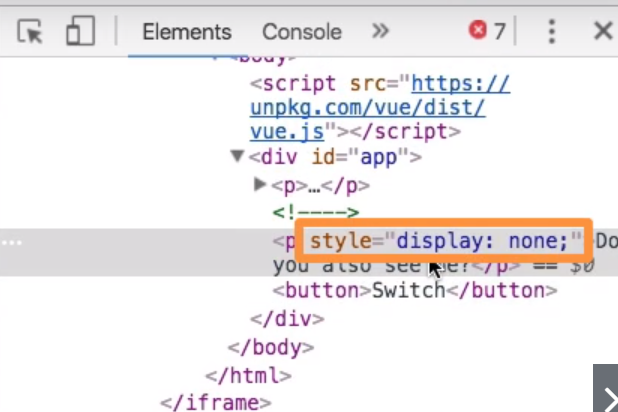 Elements Console » 7
<body>
<script src="https://
unpkg.com/vue/dist/
vue.js"></script>
▼<div id="app">
▶<p>…</p>
<!---->
<p style="display: none;">Do
you also see me?</p> == $0
<button>Switch</button>
</div>
</body>
</html>
</iframe>